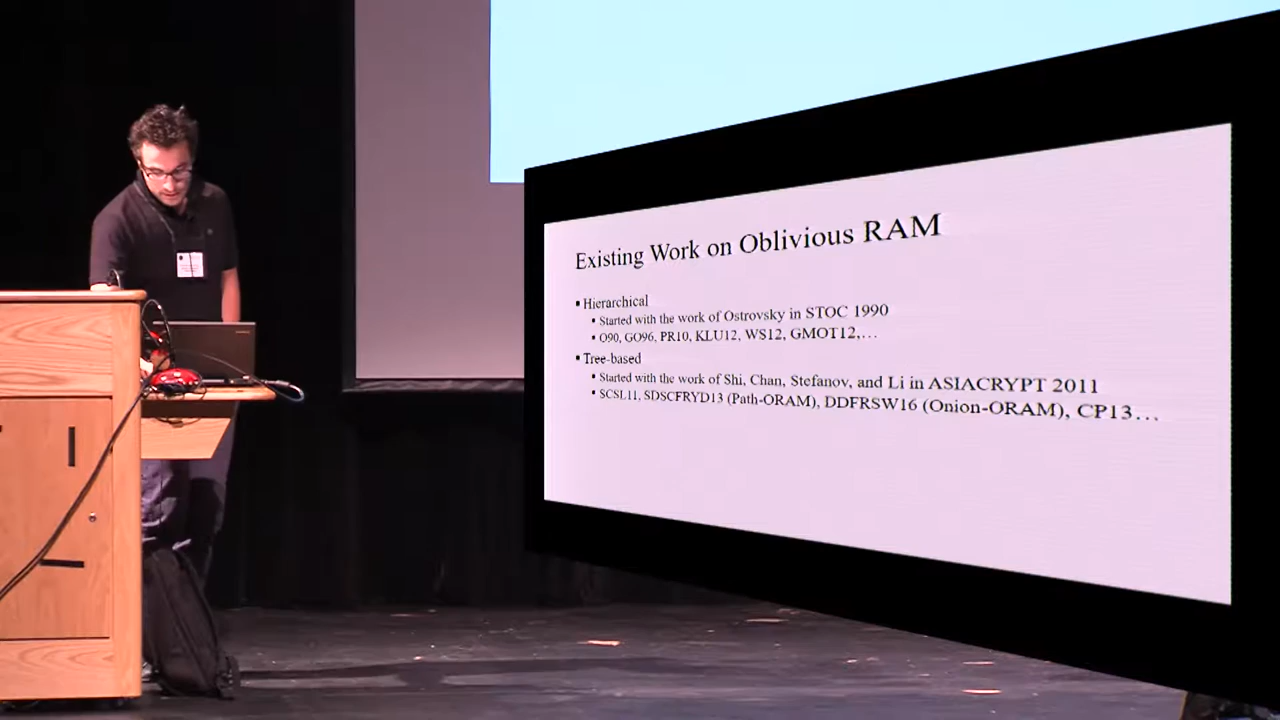 Existing Work on Oblivious RAM
▪ Hierarchical
• Started with the work of Ostrovsky in STOC 1990
• O90, GO96, PR10, KLU12, WS12, GMOT12,…
▪ Tree-based
• Started with the work of Shi, Chan, Stefanov, and Li in ASIACRYPT 2011
• SCSL11, SDSCFRYD13 (Path-ORAM), DDFRSW16 (Onion-ORAM), CP13…